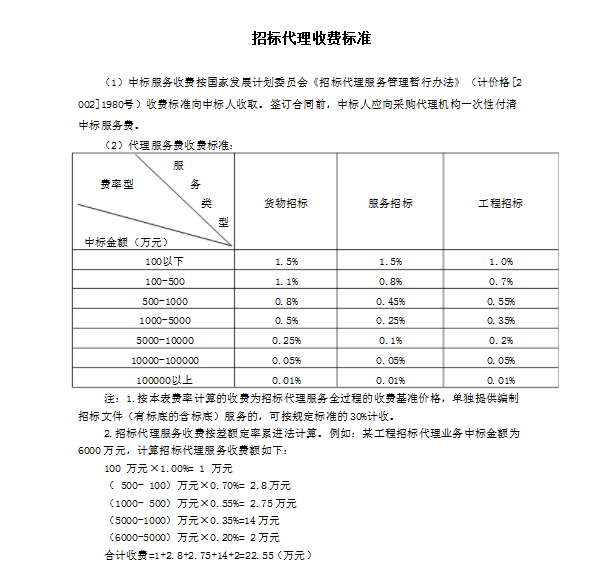 招标代理收费标准
（1）中标服务收费按国家发展计划委员会《招标代理服务管理暂行办法》（计价格[2
002]1980号）收费标准向中标人收取。签订合同前，中标人应向采购代理机构一次性付清
中标服务费。
（2）代理服务费收费标准：
服务类型
费率型
中标金额（万元）
货物招标 服务招标 工程招标
100以下 1.5% 1.5% 1.0%
100-500 1.1% 0.8% 0.7%
500-1000 0.8% 0.45% 0.55%
1000-5000 0.5% 0.25% 0.35%
5000-10000 0.25% 0.1% 0.2%
10000-100000 0.05% 0.05% 0.05%
100000以上 0.01% 0.01% 0.01%
注：1.按本表费率计算的收费为招标代理服务全过程的收费基准价格，单独提供编制
招标文件（有标底的含标底）服务的，可按规定标准的30%计收。
2.招标代理服务收费按差额定率累进法计算。例如：某工程招标代理业务中标金额为
6000万元，计算招标代理服务收费额如下：
100 万元×1.00%= 1 万元
（ 500- 100）万元×0.70%= 2.8万元
（1000- 500）万元×0.55%= 2.75万元
（5000-1000）万元×0.35%=14万元
（6000-5000）万元×0.20%= 2万元
合计收费=1+2.8+2.75+14+2=22.55（万元）